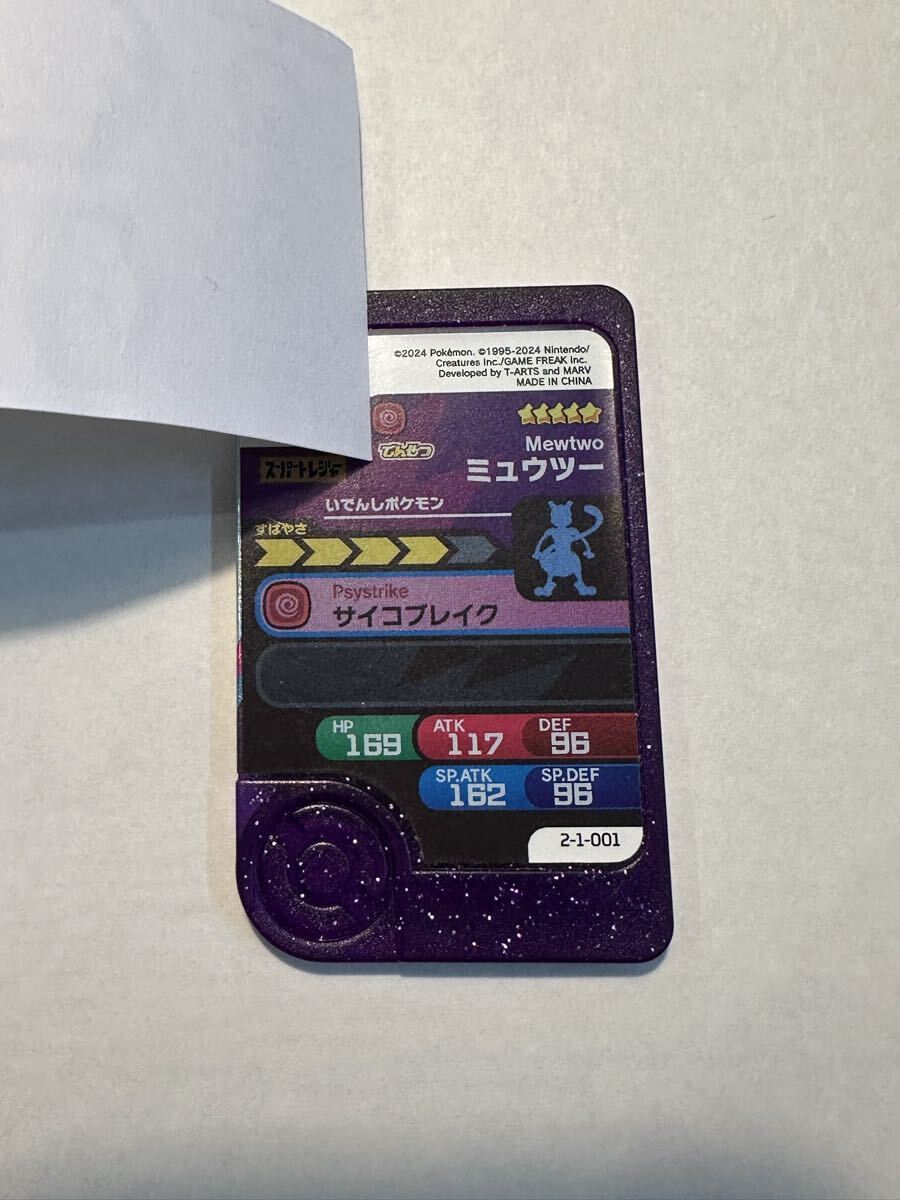 ©2024 Pokémon. ©1995-2024 Nintendo/
Creatures Inc./GAME FREAK inc.
Developed by T-ARTS and MARV
MADE IN CHINA
でんせつ
Mewtwo
スーパートレジャー
ミュウツー
いでんしポケモン
すばやさ
Psystrike
サイコブレイク
HP 169
ATK 117
DEF 96
SP.ATK 162
SP.DEF 96
2-1-001